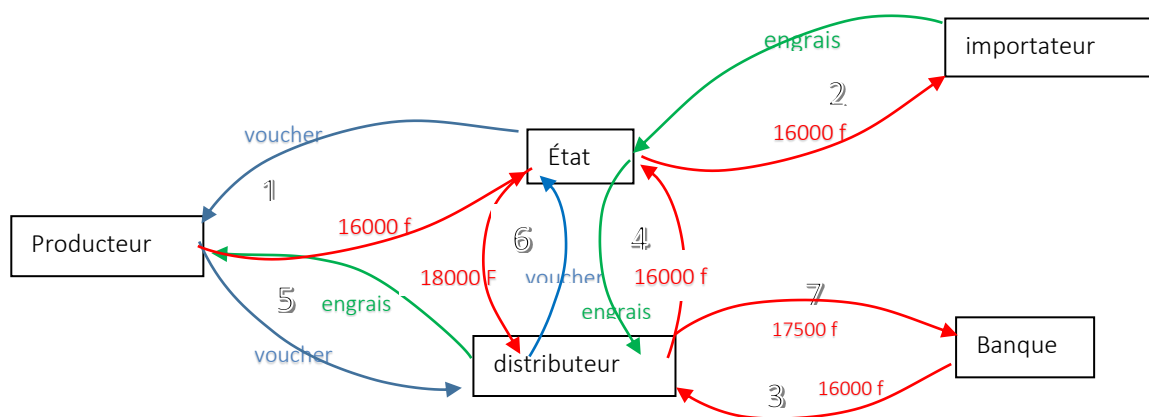 engrais
importateur
2
voucher
16000 f
État
1
16000 f
Producteur
6
4
18000 F
voucher
16000 f
5
engrais
engrais
7
17500 f
voucher
distributeur
Banque
3
16000 f